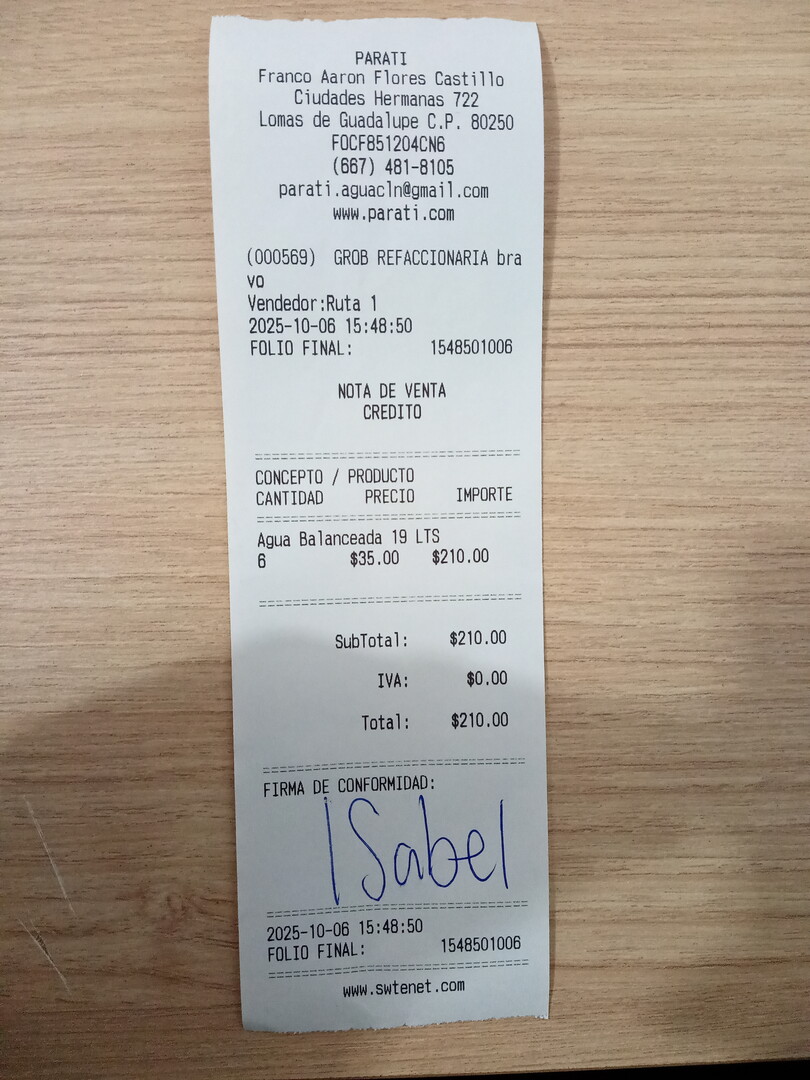 PARATI
Franco Aaron Flores Castillo
Ciudades Hermanas 722
Lomas de Guadalupe C.P. 80250
FOCF851204CN6
(667) 481-8105
parati.aguacln@gmail.com
www.parati.com
(000569) GROB REFACCIONARIA bra
vo
Vendedor:Ruta 1
2025-10-06 15:48:50
FOLIO FINAL: 1548501006
NOTA DE VENTA
CREDITO
CONCEPTO / PRODUCTO
CANTIDAD PRECIO IMPORTE
Agua Balanceada 19 LTS
6 $35.00 $210.00
SubTotal: $210.00
IVA: $0.00
Total: $210.00
FIRMA DE CONFORMIDAD:
ISabel
2025-10-06 15:48:50
FOLIO FINAL: 1548501006
www.swtenet.com